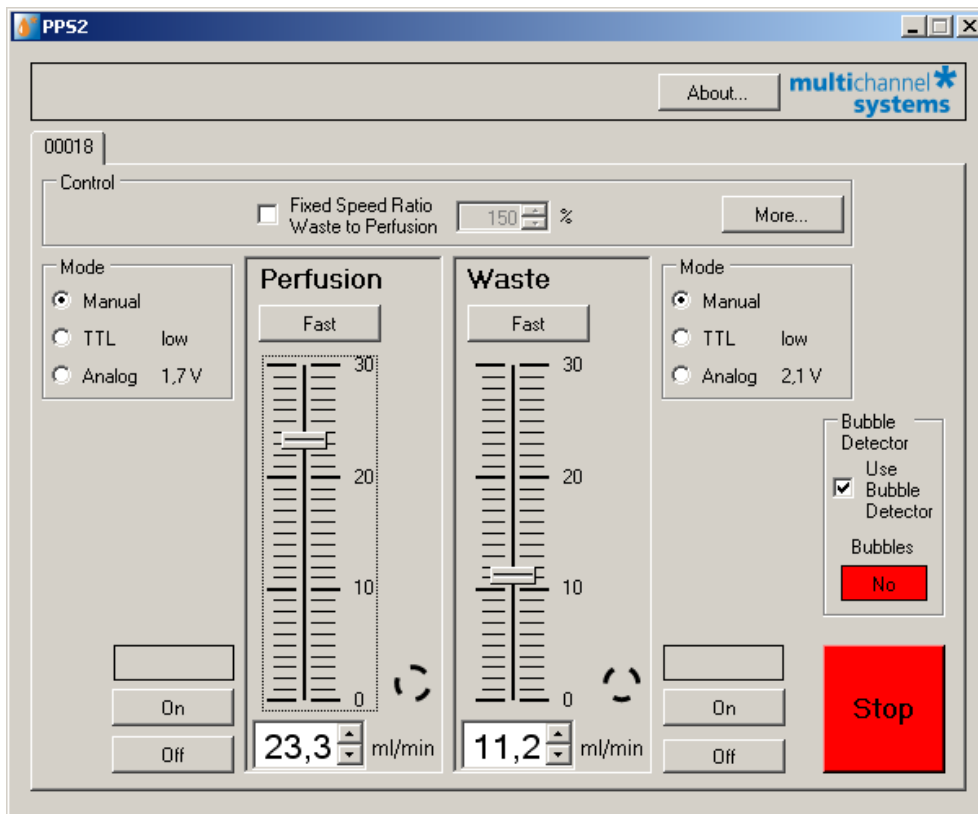 PPS2
About...
multichannel*
systems
00018
Control
Fixed Speed Ratio
Waste to Perfusion
150 %
More...
Mode
Manual
TTL low
Analog 1,7 V
Perfusion
Fast
30
20
10
0
23,3 ml/min
On
Off
Waste
Fast
30
20
10
0
11,2 ml/min
Mode
Manual
TTL low
Analog 2,1 V
On
Off
Bubble
Detector
Use
Bubble
Detector
Bubbles
No
Stop